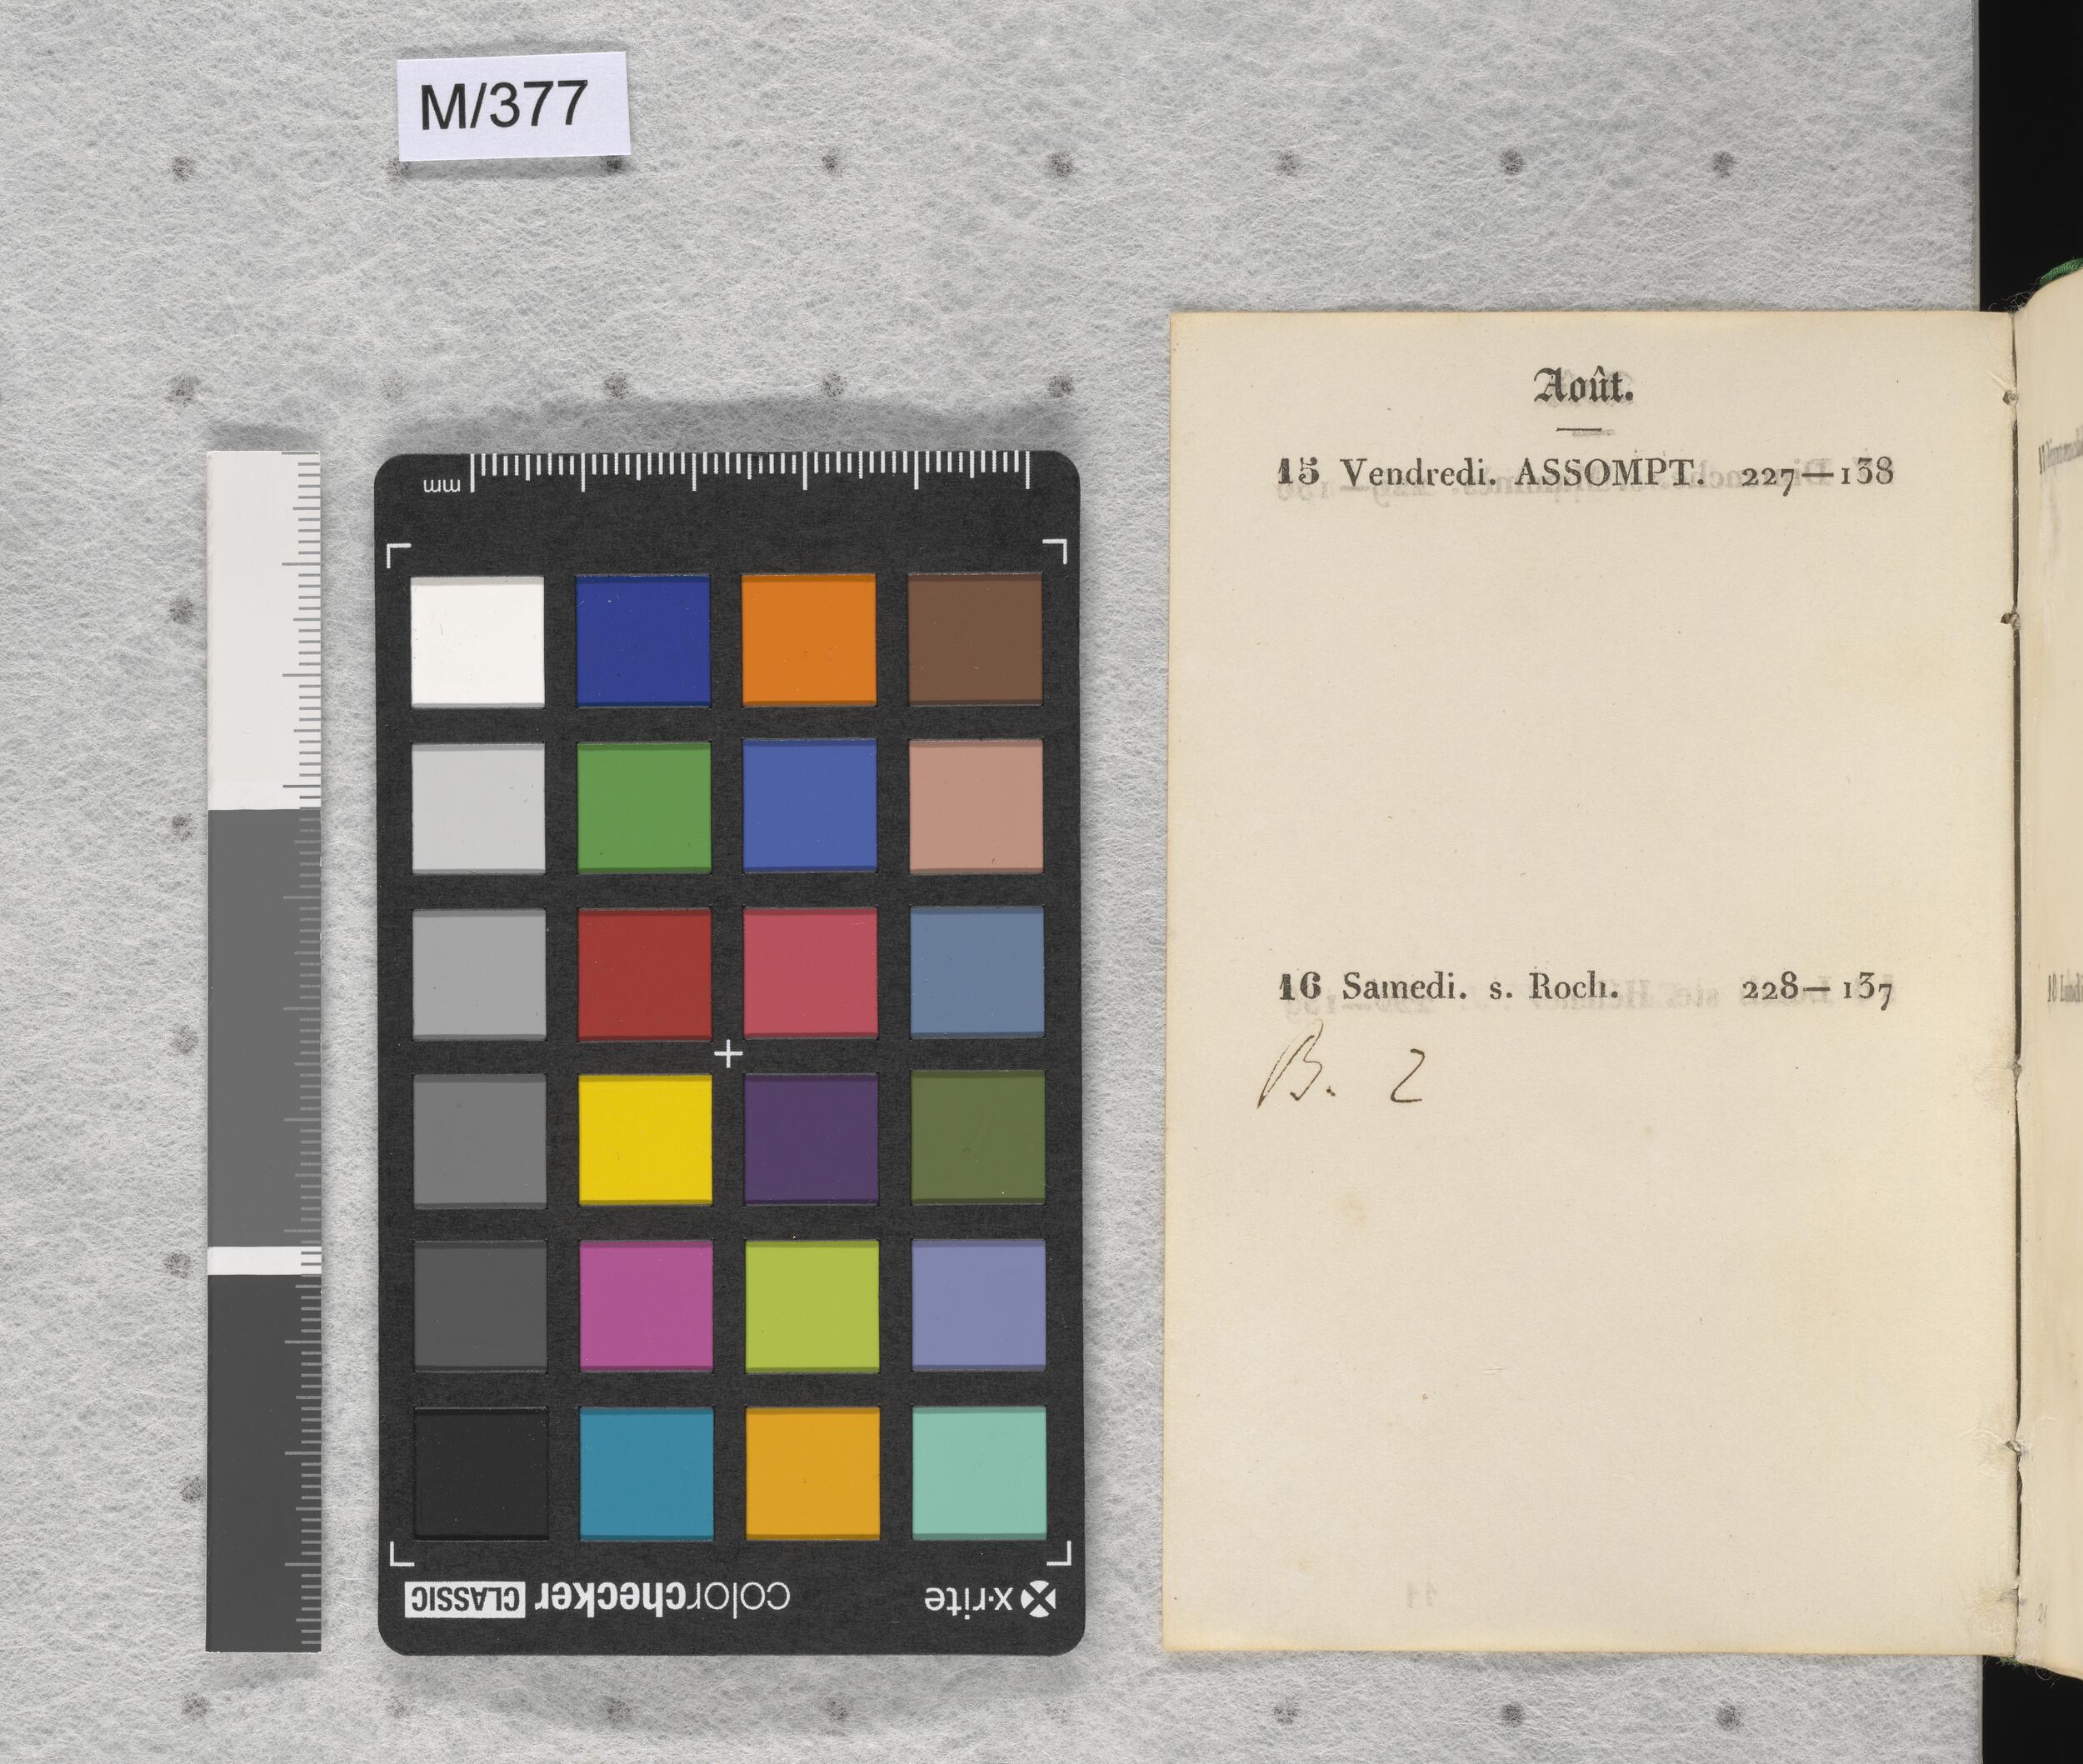 M/377
mm
Août.
15 Vendredi. ASSOMPT. 227—138
16 Samedi. s. Roch. 228—137
B. 2
x·rite colorchecker CLASSIC